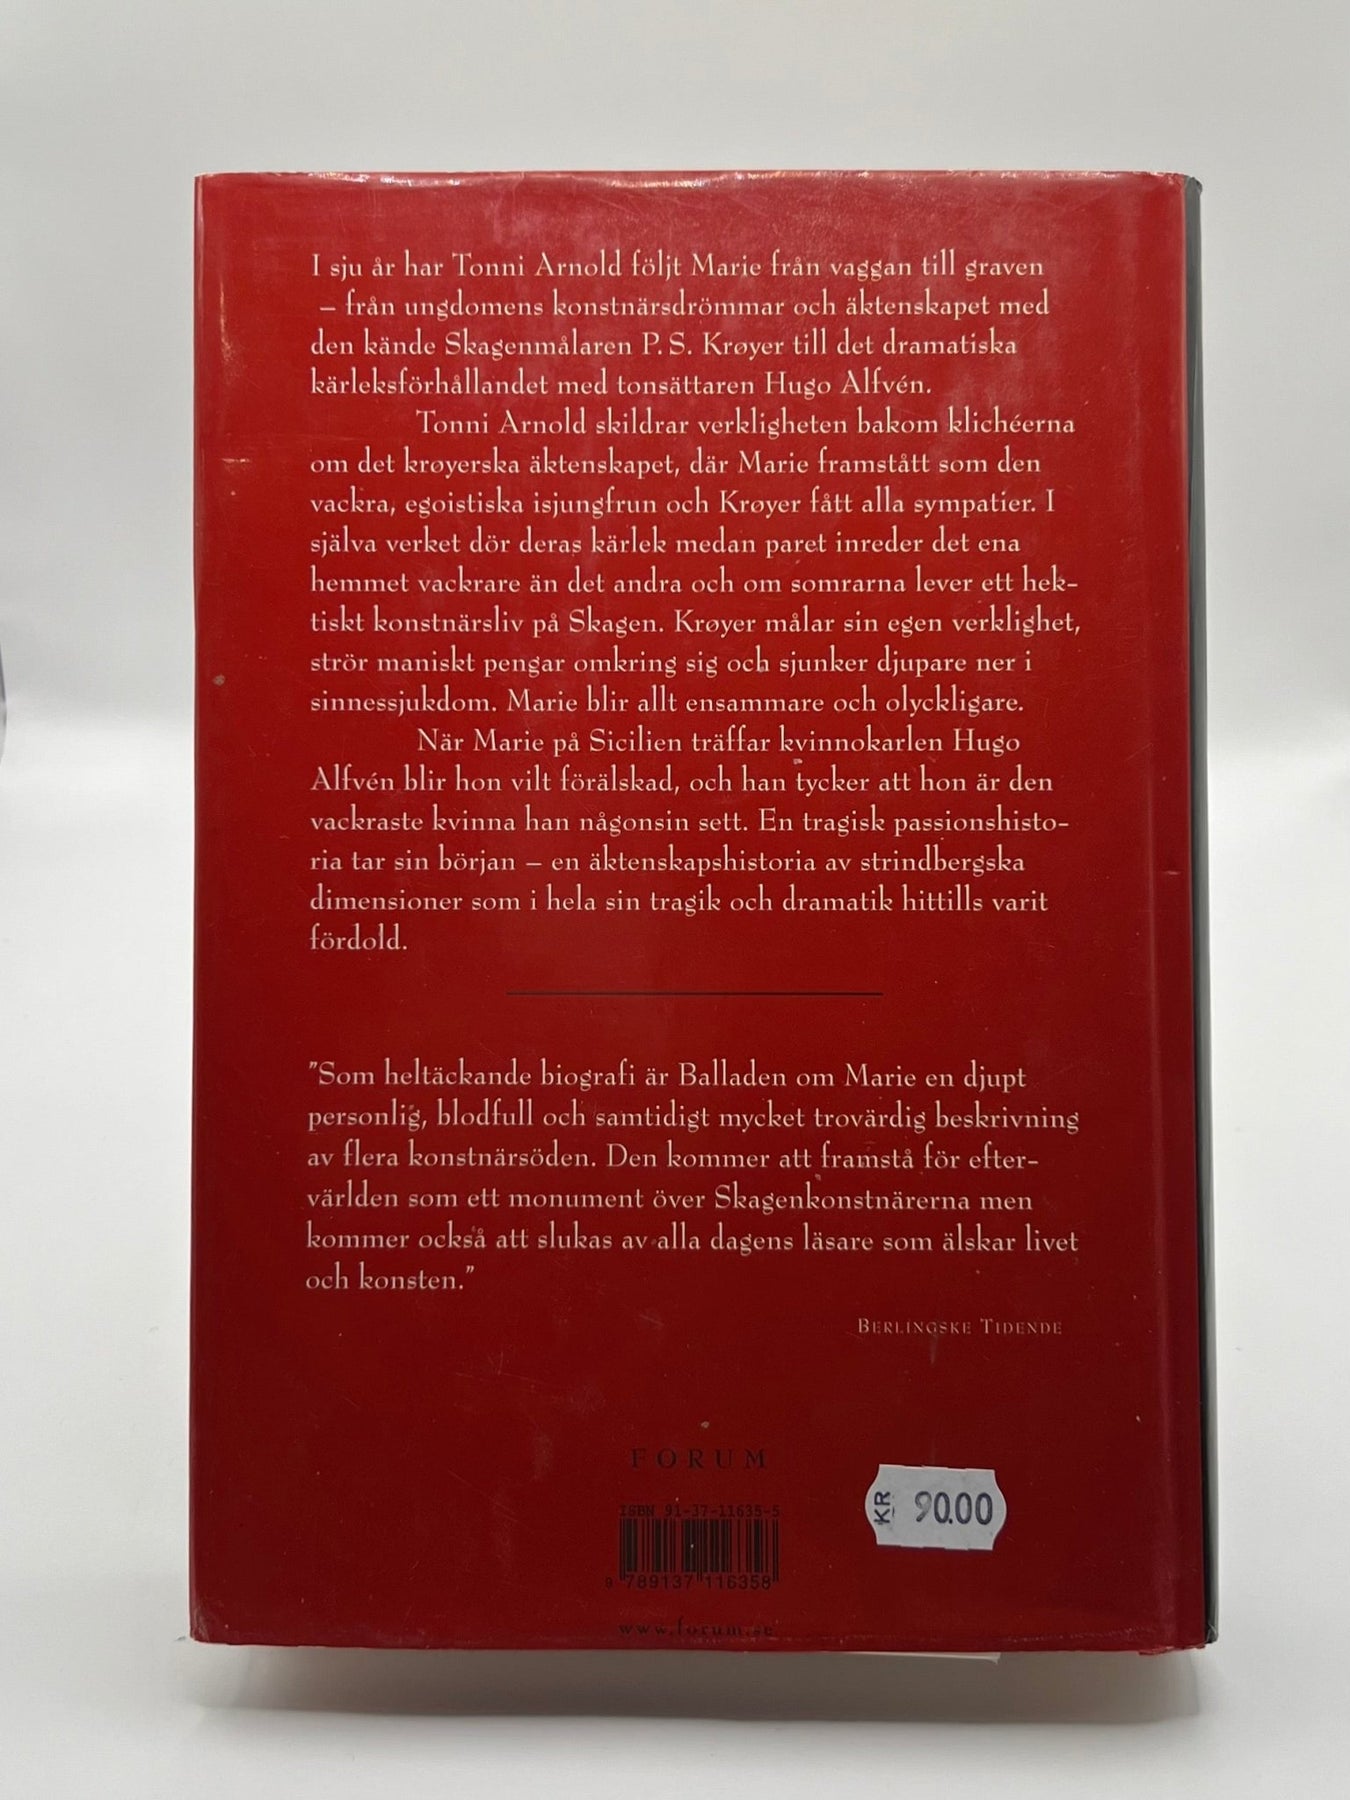 I sju år har Tonni Arnold följt Marie från vaggan till graven
– från ungdomens konstnärsdrömmar och äktenskapet med
den kände Skagenmålaren P. S. Krøyer till det dramatiska
kärleksförhållandet med tonsättaren Hugo Alfvén.
Tonni Arnold skildrar verkligheten bakom klichéerna
om det krøyerska äktenskapet, där Marie framstått som den
vackra, egoistiska isjungfrun och Krøyer fått alla sympatier. I
själva verket dör deras kärlek medan paret inreder det ena
hemmet vackrare än det andra och om somrarna lever ett hek-
tiskt konstnärsliv på Skagen. Krøyer målar sin egen verklighet,
strör maniskt pengar omkring sig och sjunker djupare ner i
sinnessjukdom. Marie blir allt ensammare och olyckligare.
När Marie på Sicilien träffar kvinnokarlen Hugo
Alfvén blir hon vilt förälskad, och han tycker att hon är den
vackraste kvinna han någonsin sett. En tragisk passionshisto-
ria tar sin början – en äktenskapshistoria av strindbergska
dimensioner som i hela sin tragik och dramatik hittills varit
fördold.
"Som heltäckande biografi är Balladen om Marie en djupt
personlig, blodfull och samtidigt mycket trovärdig beskrivning
av flera konstnärsöden. Den kommer att framstå för efter-
världen som ett monument över Skagenkonstnärerna men
kommer också att slukas av alla dagens läsare som älskar livet
och konsten."
BERLINGSKE TIDENDE
FORUM
ISBN 91-37-11635-5
9 789137 116358
www.forum.se
KR 90.00